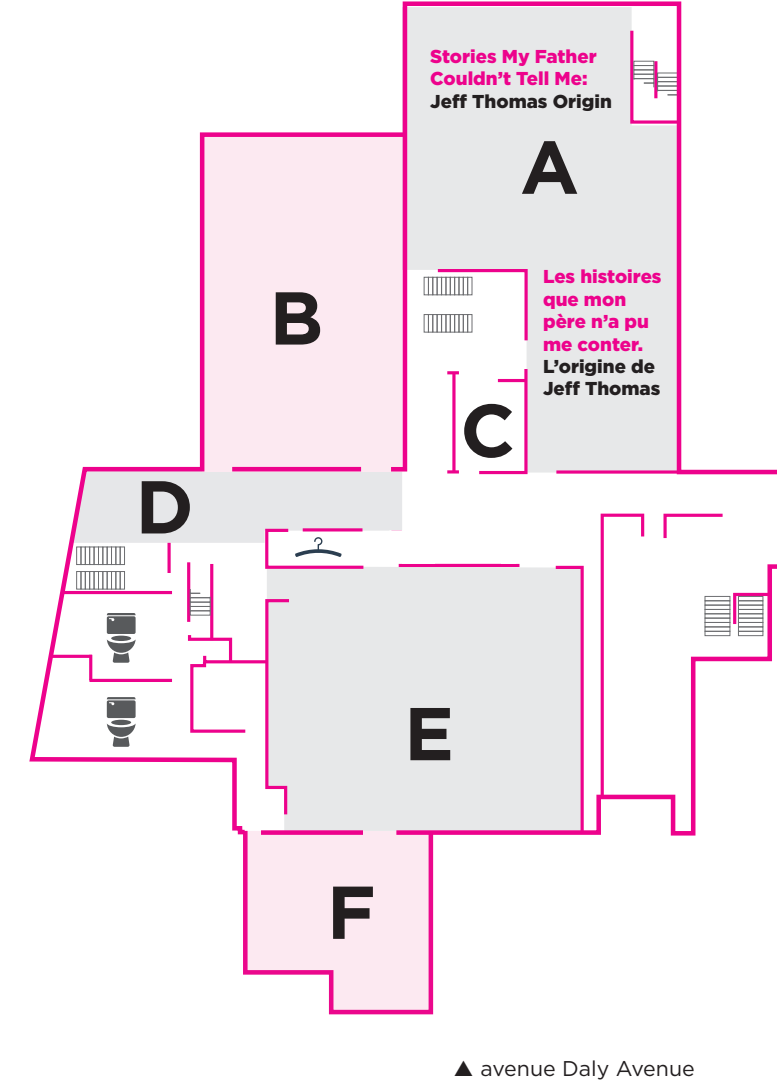 Stories My Father
Couldn't Tell Me:
Jeff Thomas Origin
A
B
Les histoires
que mon
père n'a pu
me conter.
L'origine de
Jeff Thomas
C
D
E
F
▲ avenue Daly Avenue